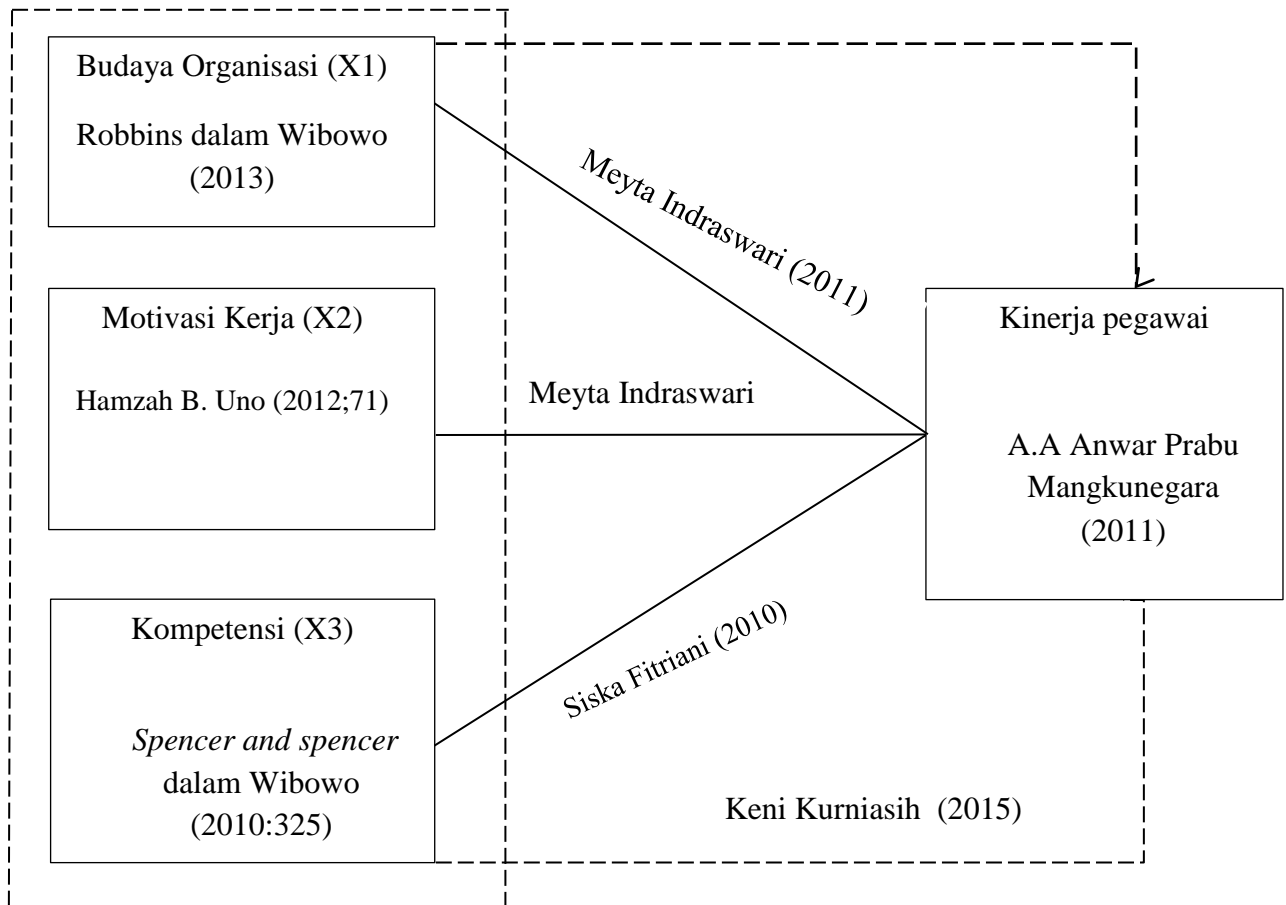 Budaya Organisasi (X1)
Robbins dalam Wibowo
(2013)
Meyta Indraswari (2011)
Motivasi Kerja (X2)
Hamzah B. Uno (2012;71)
Meyta Indraswari
Kinerja pegawai
A.A Anwar Prabu
Mangkunegara
(2011)
Kompetensi (X3)
Spencer and spencer
dalam Wibowo
(2010:325)
Siska Fitriani (2010)
Keni Kurniasih (2015)